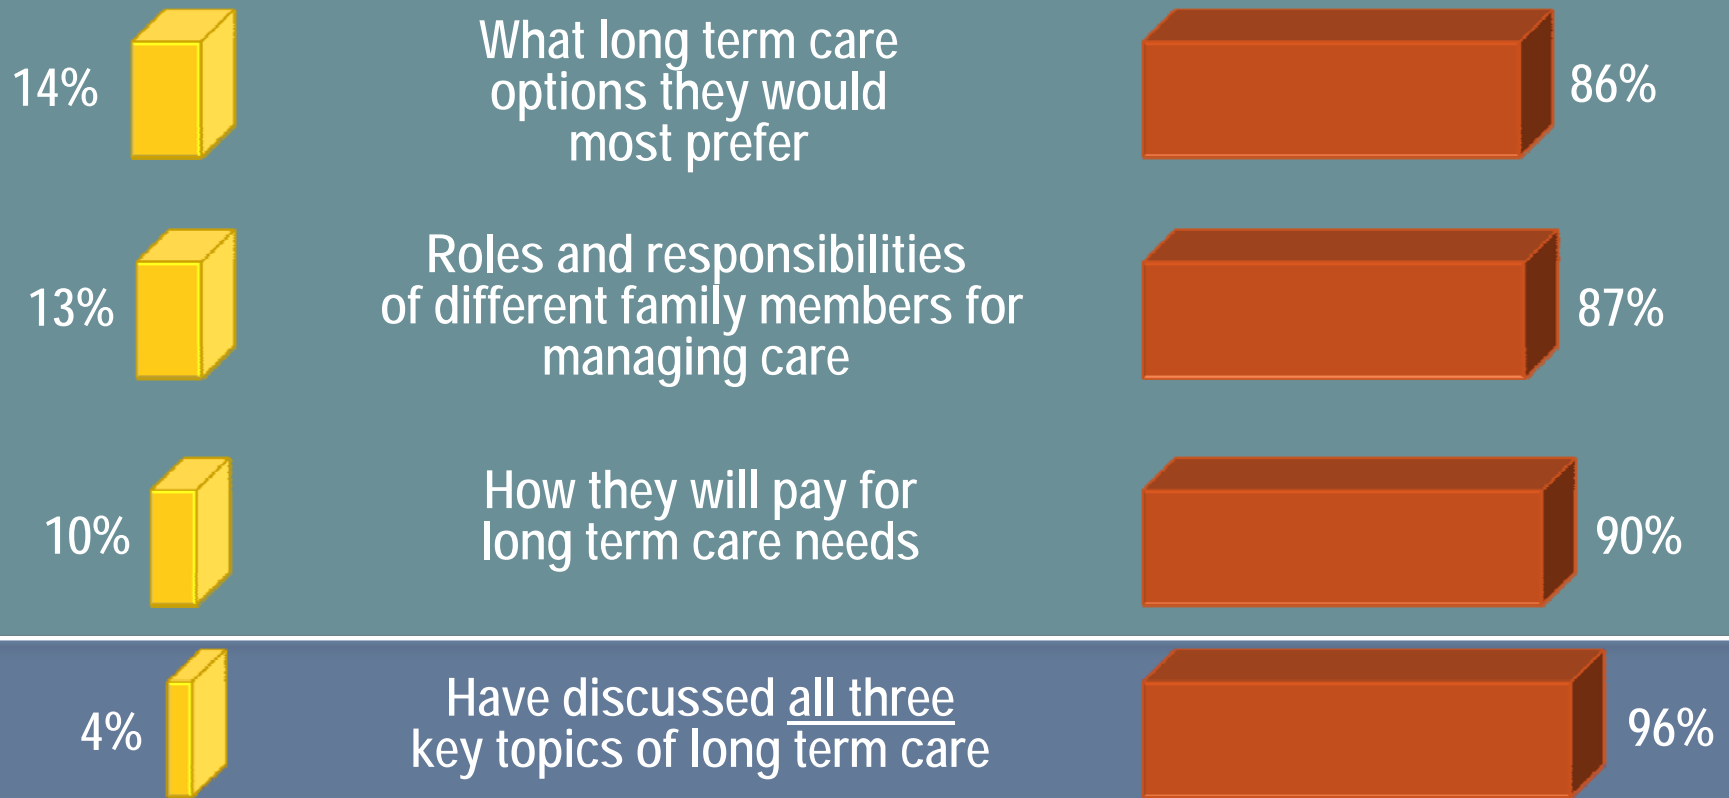 14%
What long term care
options they would
most prefer
86%
13%
Roles and responsibilities
of different family members for
managing care
87%
10%
How they will pay for
long term care needs
90%
4%
Have discussed all three
key topics of long term care
96%